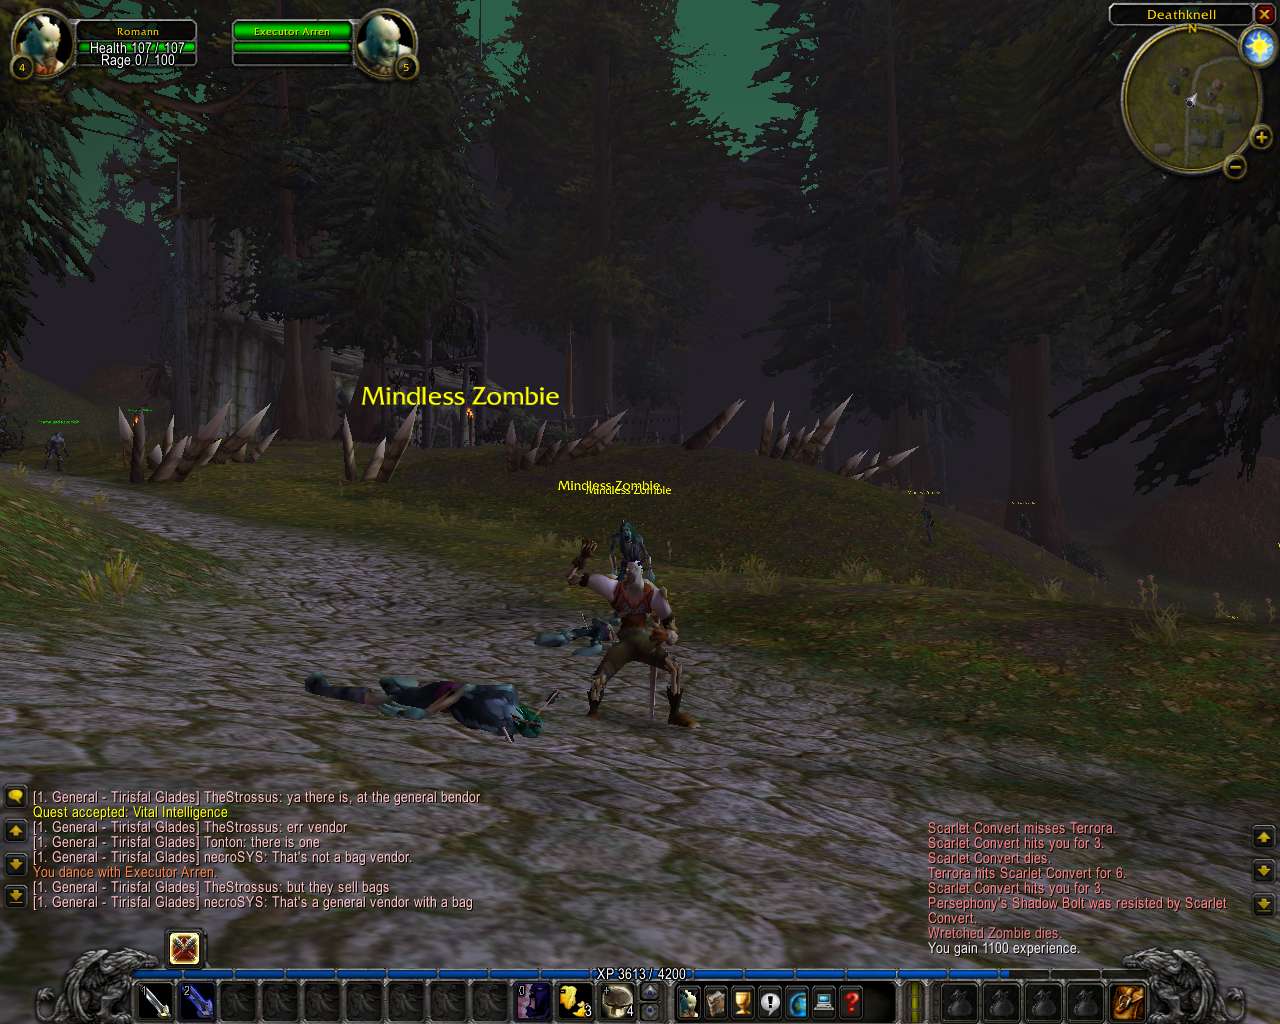 Romann
Health 107 / 107
Rage 0 / 100
4
Executor Arren
5
Deathknell
N
Mindless Zombie
Mindless Zombie
Mindless Zombie
[1. General - Tirisfal Glades] TheStrossus: ya there is, at the general bendor
Quest accepted: Vital Intelligence
[1. General - Tirisfal Glades] TheStrossus: err vendor
[1. General - Tirisfal Glades] Tonton: there is one
[1. General - Tirisfal Glades] necroSYS: That's not a bag vendor.
You dance with Executor Arren.
[1. General - Tirisfal Glades] TheStrossus: but they sell bags
[1. General - Tirisfal Glades] necroSYS: That's a general vendor with a bag
Scarlet Convert misses Terrora.
Scarlet Convert hits you for 3.
Scarlet Convert dies.
Terrora hits Scarlet Convert for 6.
Scarlet Convert hits you for 3.
Persephony's Shadow Bolt was resisted by Scarlet
Convert.
Wretched Zombie dies.
You gain 1100 experience.
XP 3613 / 4200
1
2
0
3
4